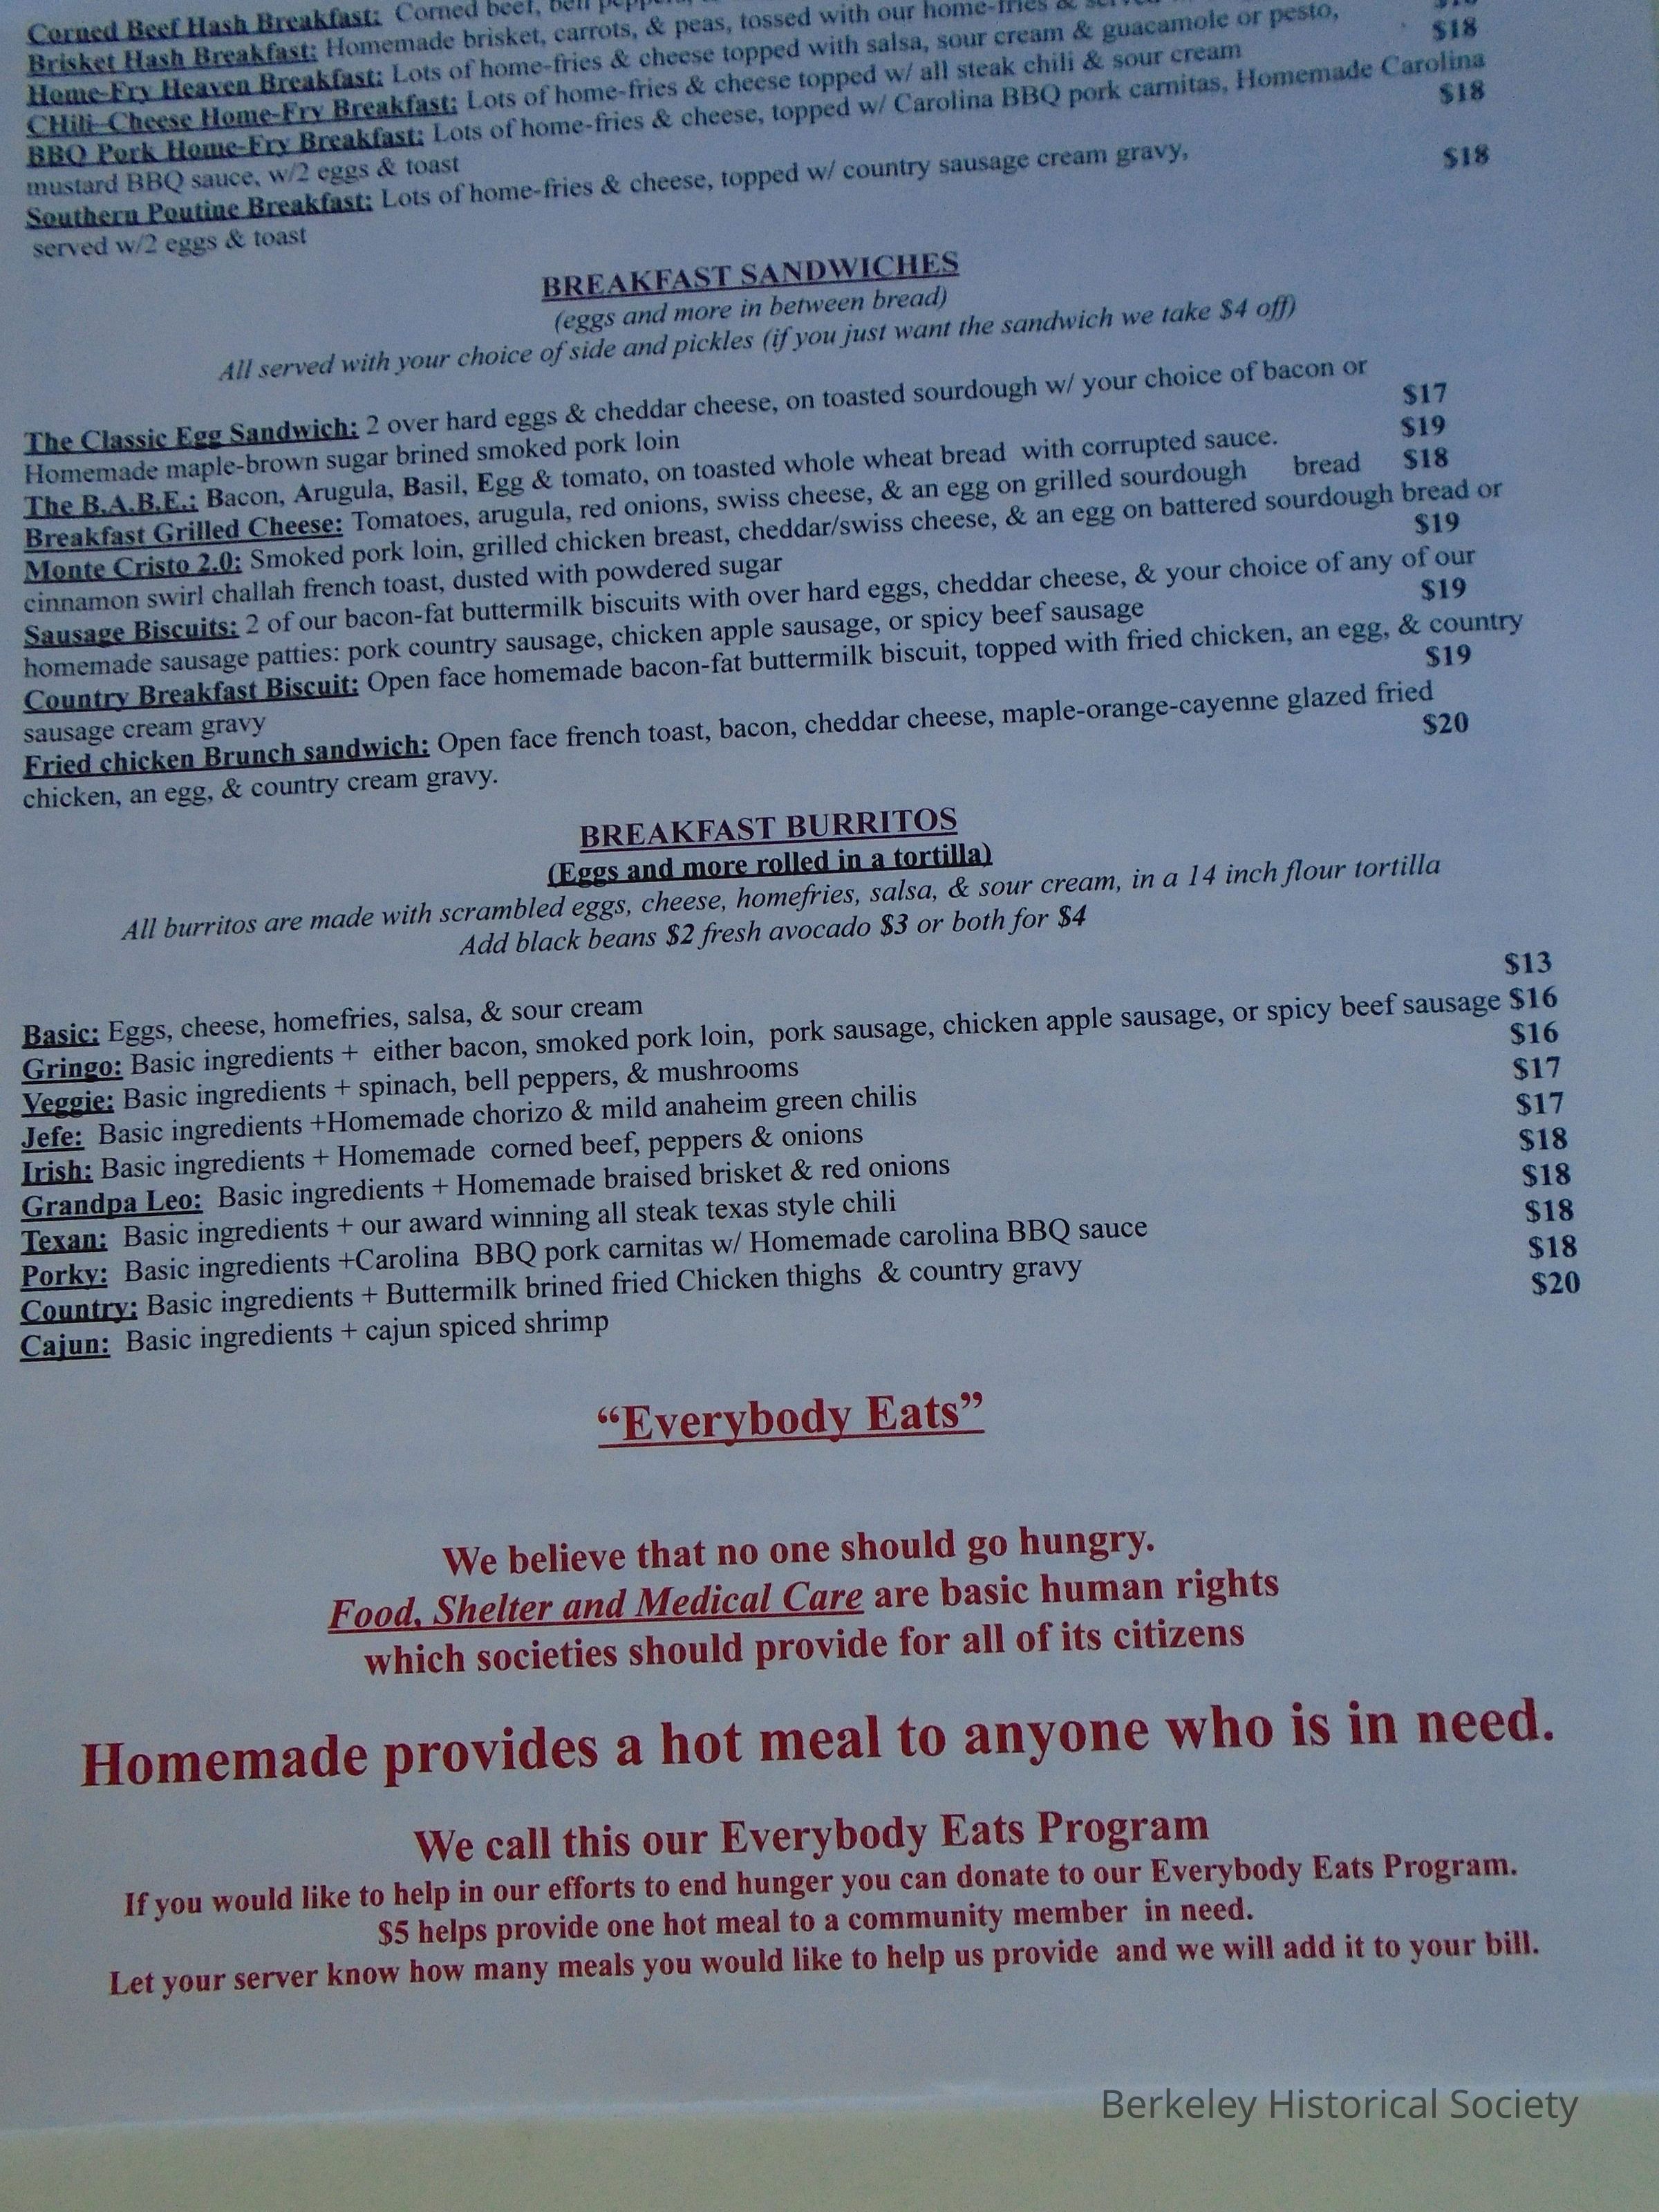 Corned Beef Hash Breakfast: Corned beef, bell
Brisket Hash Breakfast: Homemade brisket, carrots, & peas, tossed with our home-fries &
Home-Fry Heaven Breakfast: Lots of home-fries & cheese topped with salsa, sour cream & guacamole or pesto,
CHili-Cheese Home-Fry Breakfast: Lots of home-fries & cheese topped w/ all steak chili & sour cream $18
BBQ Pork Home-Fry Breakfast: Lots of home-fries & cheese, topped w/ Carolina BBQ pork carnitas, Homemade Carolina
mustard BBQ sauce, w/2 eggs & toast $18
Southern Poutine Breakfast: Lots of home-fries & cheese, topped w/ country sausage cream gravy,
served w/2 eggs & toast $18
BREAKFAST SANDWICHES
(eggs and more in between bread)
All served with your choice of side and pickles (if you just want the sandwich we take $4 off)
The Classic Egg Sandwich: 2 over hard eggs & cheddar cheese, on toasted sourdough w/ your choice of bacon or
Homemade maple-brown sugar brined smoked pork loin $17
The B.A.B.E.: Bacon, Arugula, Basil, Egg & tomato, on toasted whole wheat bread with corrupted sauce. $19
Breakfast Grilled Cheese: Tomatoes, arugula, red onions, swiss cheese, & an egg on grilled sourdough bread $18
Monte Cristo 2.0: Smoked pork loin, grilled chicken breast, cheddar/swiss cheese, & an egg on battered sourdough bread or
cinnamon swirl challah french toast, dusted with powdered sugar $19
Sausage Biscuits: 2 of our bacon-fat buttermilk biscuits with over hard eggs, cheddar cheese, & your choice of any of our
homemade sausage patties: pork country sausage, chicken apple sausage, or spicy beef sausage $19
Country Breakfast Biscuit: Open face homemade bacon-fat buttermilk biscuit, topped with fried chicken, an egg, & country
sausage cream gravy $19
Fried chicken Brunch sandwich: Open face french toast, bacon, cheddar cheese, maple-orange-cayenne glazed fried
chicken, an egg, & country cream gravy. $20
BREAKFAST BURRITOS
(Eggs and more rolled in a tortilla)
All burritos are made with scrambled eggs, cheese, homefries, salsa, & sour cream, in a 14 inch flour tortilla
Add black beans $2 fresh avocado $3 or both for $4
Basic: Eggs, cheese, homefries, salsa, & sour cream $13
Gringo: Basic ingredients + either bacon, smoked pork loin, pork sausage, chicken apple sausage, or spicy beef sausage $16
Veggie: Basic ingredients + spinach, bell peppers, & mushrooms $16
Jefe: Basic ingredients +Homemade chorizo & mild anaheim green chilis $17
Irish: Basic ingredients + Homemade corned beef, peppers & onions $17
Grandpa Leo: Basic ingredients + Homemade braised brisket & red onions $18
Texan: Basic ingredients + our award winning all steak texas style chili $18
Porky: Basic ingredients +Carolina BBQ pork carnitas w/ Homemade carolina BBQ sauce $18
Country: Basic ingredients + Buttermilk brined fried Chicken thighs & country gravy $18
Cajun: Basic ingredients + cajun spiced shrimp $20
“Everybody Eats”
We believe that no one should go hungry.
Food, Shelter and Medical Care are basic human rights
which societies should provide for all of its citizens
Homemade provides a hot meal to anyone who is in need.
We call this our Everybody Eats Program
If you would like to help in our efforts to end hunger you can donate to our Everybody Eats Program.
$5 helps provide one hot meal to a community member in need.
Let your server know how many meals you would like to help us provide and we will add it to your bill.
Berkeley Historical Society